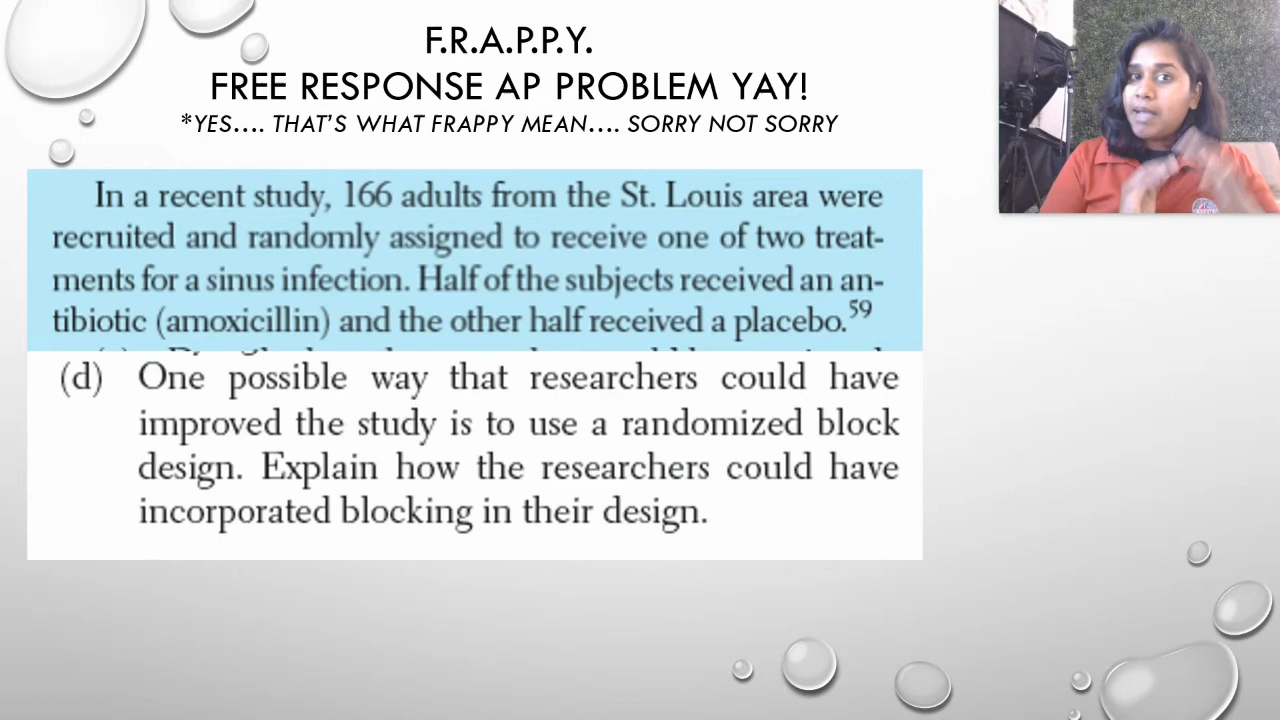 F.R.A.P.P.Y.
FREE RESPONSE AP PROBLEM YAY!
*YES.... THAT'S WHAT FRAPPY MEAN.... SORRY NOT SORRY
In a recent study, 166 adults from the St. Louis area were
recruited and randomly assigned to receive one of two treat-
ments for a sinus infection. Half of the subjects received an an-
tibiotic (amoxicillin) and the other half received a placebo.59
(d) One possible way that researchers could have
improved the study is to use a randomized block
design. Explain how the researchers could have
incorporated blocking in their design.